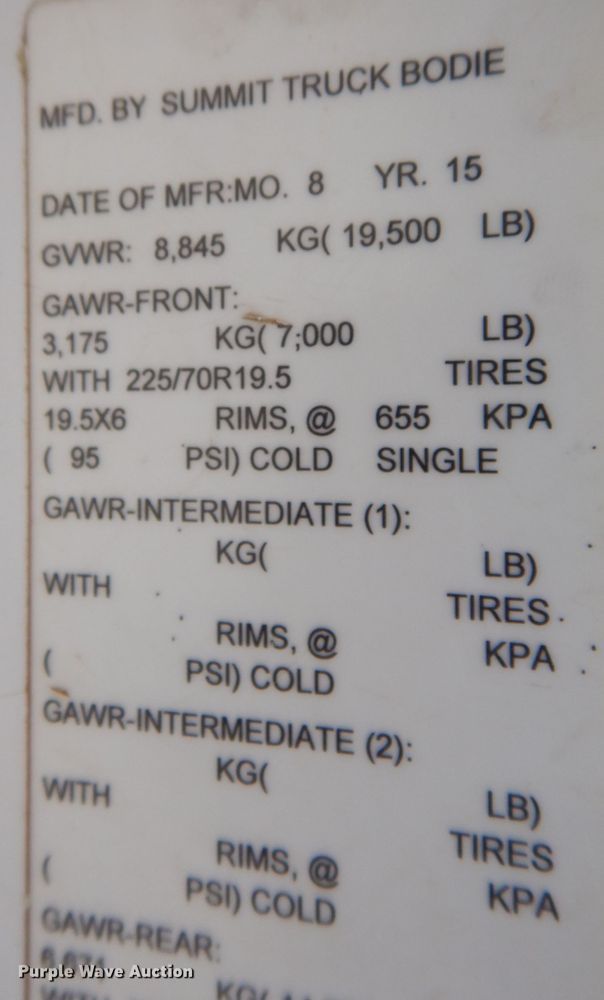 MFD. BY SUMMIT TRUCK BODIE
DATE OF MFR:MO. 8 YR. 15
GVWR: 8,845 KG( 19,500 LB)
GAWR-FRONT:
3,175 KG( 7,000 LB)
WITH 225/70R19.5 TIRES
19.5X6 RIMS, @ 655 KPA
( 95 PSI) COLD SINGLE
GAWR-INTERMEDIATE (1):
KG( LB)
WITH TIRES
RIMS, @ KPA
( PSI) COLD
GAWR-INTERMEDIATE (2):
KG( LB)
WITH TIRES
RIMS, @ KPA
( PSI) COLD
GAWR-REAR:
KG(
Purple Wave Auction